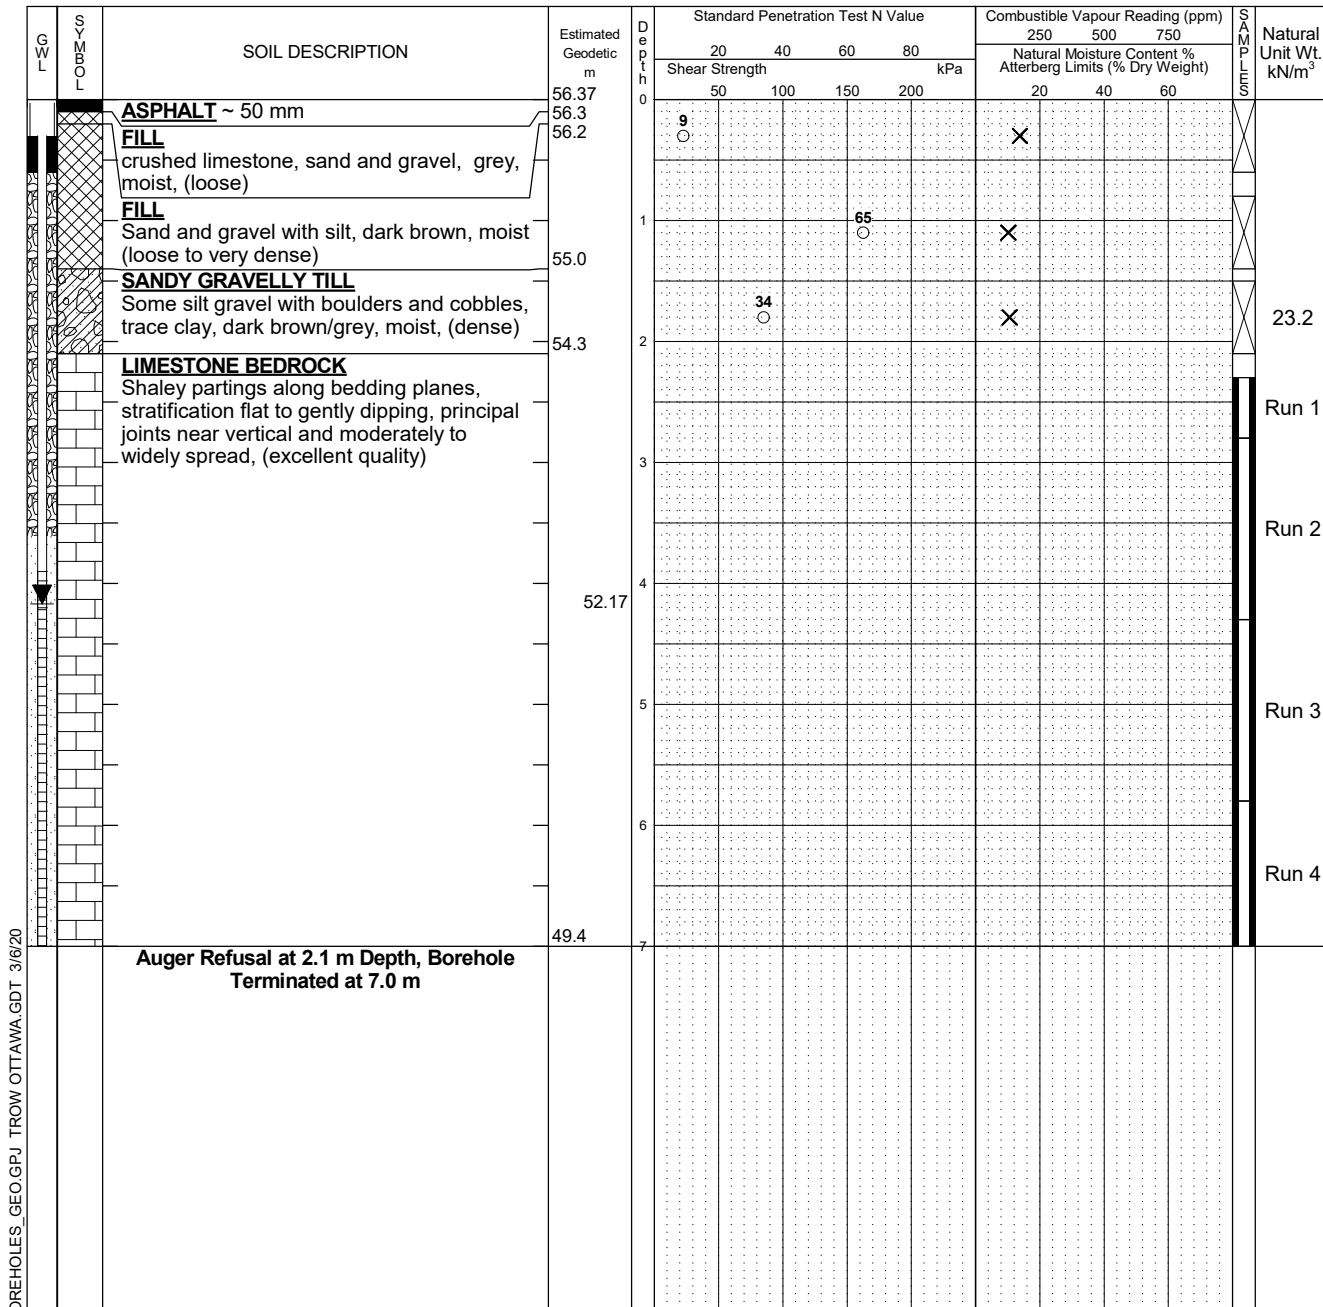 GWL
SYMBOL
SOIL DESCRIPTION
Estimated
Geodetic
m
Depth
Standard Penetration Test N Value
20 40 60 80
Shear Strength kPa
50 100 150 200
Combustible Vapour Reading (ppm)
250 500 750
Natural Moisture Content %
Atterberg Limits (% Dry Weight)
20 40 60
SAMPLES
Natural
Unit Wt.
kN/m³
56.37
0
ASPHALT ~ 50 mm
56.3
FILL
56.2
crushed limestone, sand and gravel, grey,
moist, (loose)
9
FILL
Sand and gravel with silt, dark brown, moist
(loose to very dense)
1
65
55.0
SANDY GRAVELLY TILL
Some silt gravel with boulders and cobbles,
trace clay, dark brown/grey, moist, (dense)
34
23.2
54.3
2
LIMESTONE BEDROCK
Shaley partings along bedding planes,
stratification flat to gently dipping, principal
joints near vertical and moderately to
widely spread, (excellent quality)
Run 1
3
Run 2
4
52.17
5
Run 3
6
Run 4
49.4
7
Auger Refusal at 2.1 m Depth, Borehole
Terminated at 7.0 m
OREHOLES_GEO.GPJ TROW OTTAWA.GDT 3/6/20